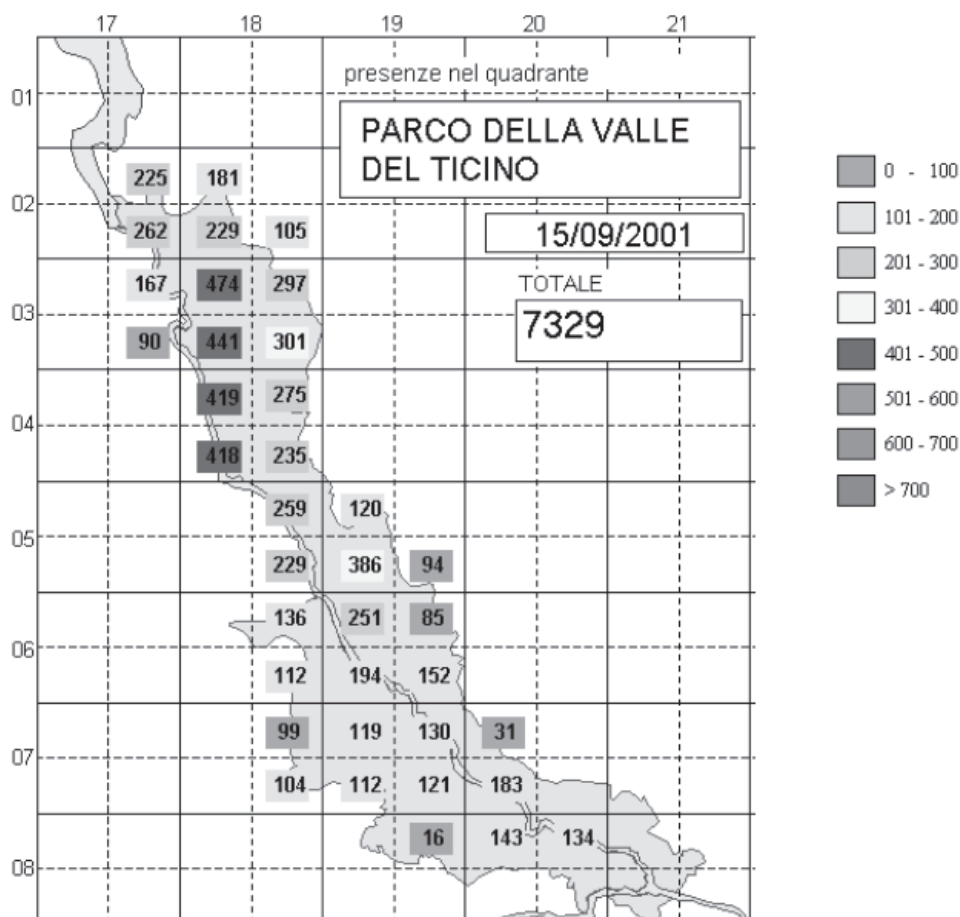 17 18 19 20 21
presenze nel quadrante
01
PARCO DELLA VALLE
DEL TICINO
0 - 100
225 181
02
101 - 200
262 229 105
15/09/2001
201 - 300
167 474 297
TOTALE
03
7329
301 - 400
90 441 301
401 - 500
419 275
501 - 600
04
600 - 700
418 235
> 700
259 120
05
229 386 94
136 251 85
06
112 194 152
99 119 130 31
07
104 112 121 183
16 143 134
08